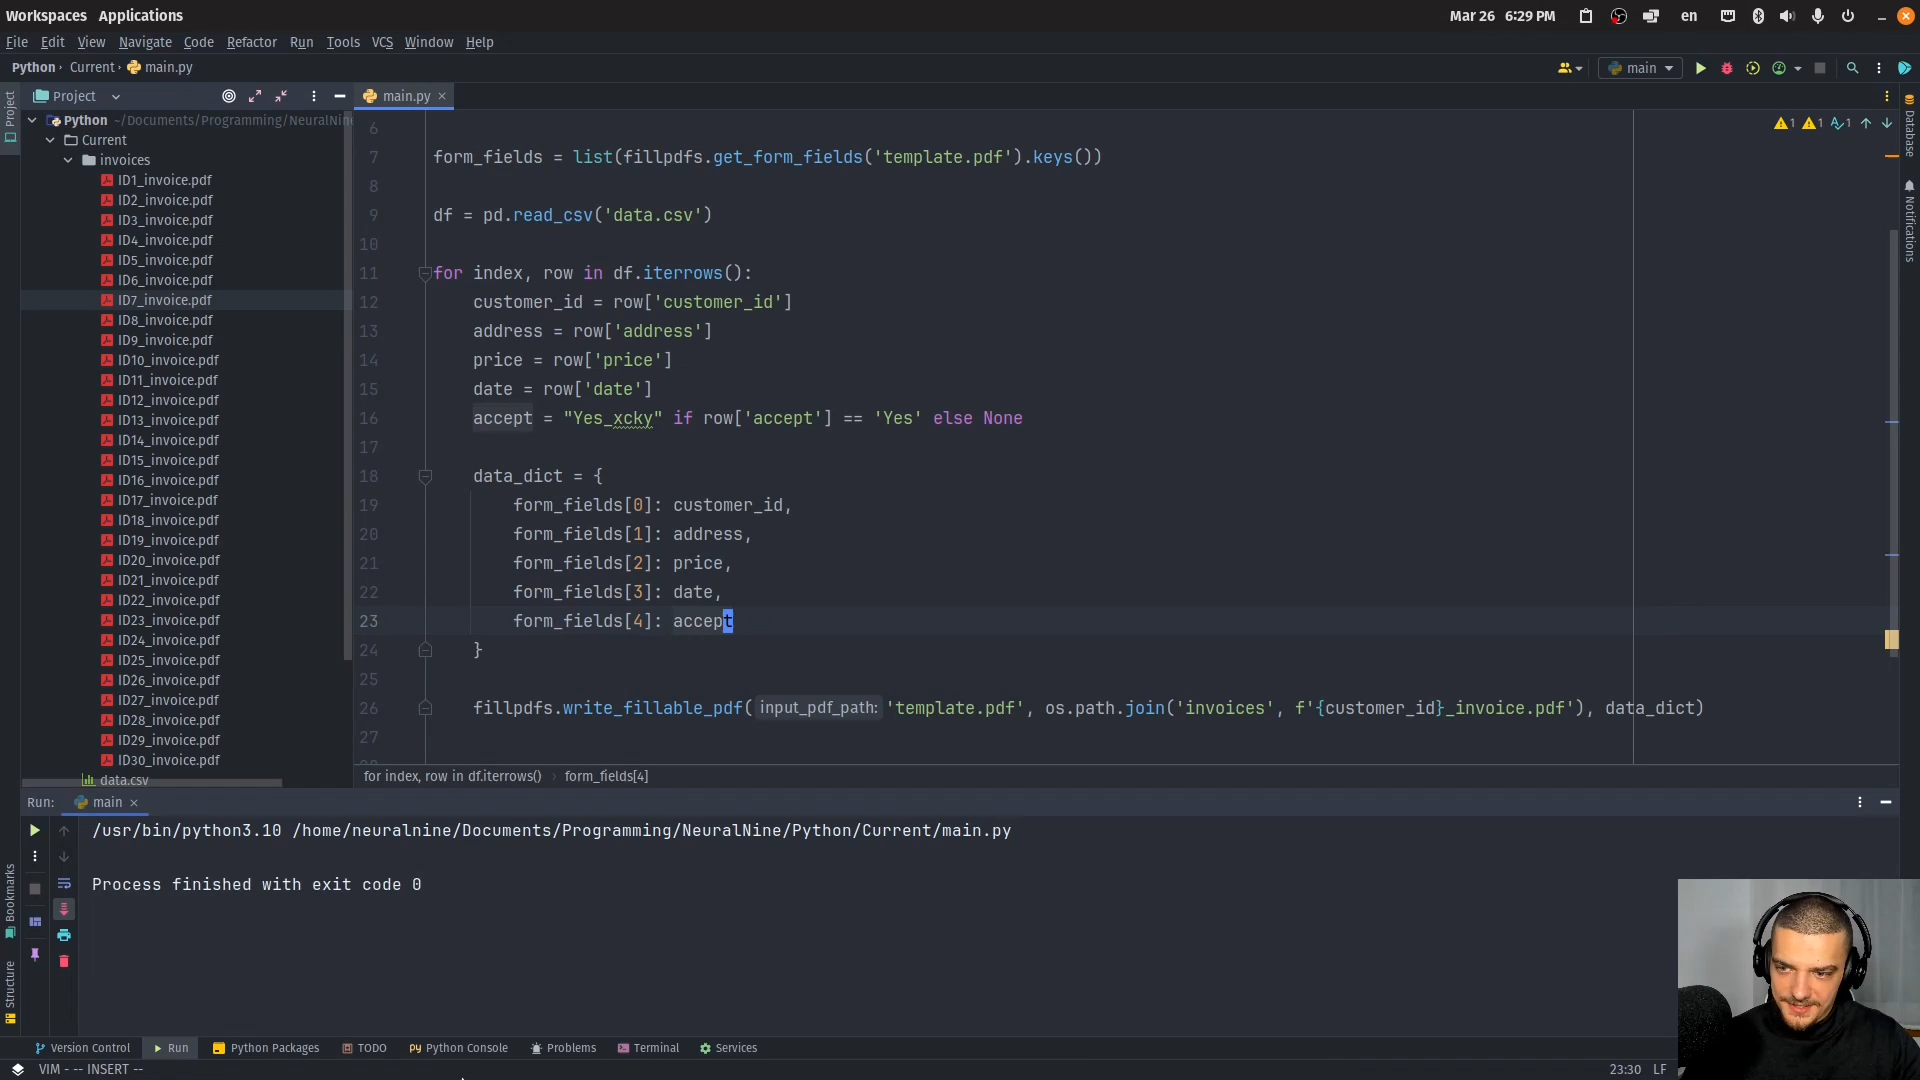 Workspaces Applications
Mar 26 6:29 PM
en
File Edit View Navigate Code Refactor Run Tools VCS Window Help
Python Current main.py
main
Project
main.py
Python ~/Documents/Programming/NeuralNine
Current
invoices
ID1_invoice.pdf
ID2_invoice.pdf
ID3_invoice.pdf
ID4_invoice.pdf
ID5_invoice.pdf
ID6_invoice.pdf
ID7_invoice.pdf
ID8_invoice.pdf
ID9_invoice.pdf
ID10_invoice.pdf
ID11_invoice.pdf
ID12_invoice.pdf
ID13_invoice.pdf
ID14_invoice.pdf
ID15_invoice.pdf
ID16_invoice.pdf
ID17_invoice.pdf
ID18_invoice.pdf
ID19_invoice.pdf
ID20_invoice.pdf
ID21_invoice.pdf
ID22_invoice.pdf
ID23_invoice.pdf
ID24_invoice.pdf
ID25_invoice.pdf
ID26_invoice.pdf
ID27_invoice.pdf
ID28_invoice.pdf
ID29_invoice.pdf
ID30_invoice.pdf
data.csv
1 1 1
6
7 form_fields = list(fillpdfs.get_form_fields('template.pdf').keys())
8
9 df = pd.read_csv('data.csv')
10
11 for index, row in df.iterrows():
12 customer_id = row['customer_id']
13 address = row['address']
14 price = row['price']
15 date = row['date']
16 accept = "Yes_xcky" if row['accept'] == 'Yes' else None
17
18 data_dict = {
19 form_fields[0]: customer_id,
20 form_fields[1]: address,
21 form_fields[2]: price,
22 form_fields[3]: date,
23 form_fields[4]: accept
24 }
25
26 fillpdfs.write_fillable_pdf( input_pdf_path: 'template.pdf', os.path.join('invoices', f'{customer_id}_invoice.pdf'), data_dict)
27
for index, row in df.iterrows() form_fields[4]
Project
Bookmarks
Structure
Database
Notifications
Run: main
/usr/bin/python3.10 /home/neuralnine/Documents/Programming/NeuralNine/Python/Current/main.py
Process finished with exit code 0
Version Control Run Python Packages TODO Python Console Problems Terminal Services
VIM - -- INSERT --
23:30 LF